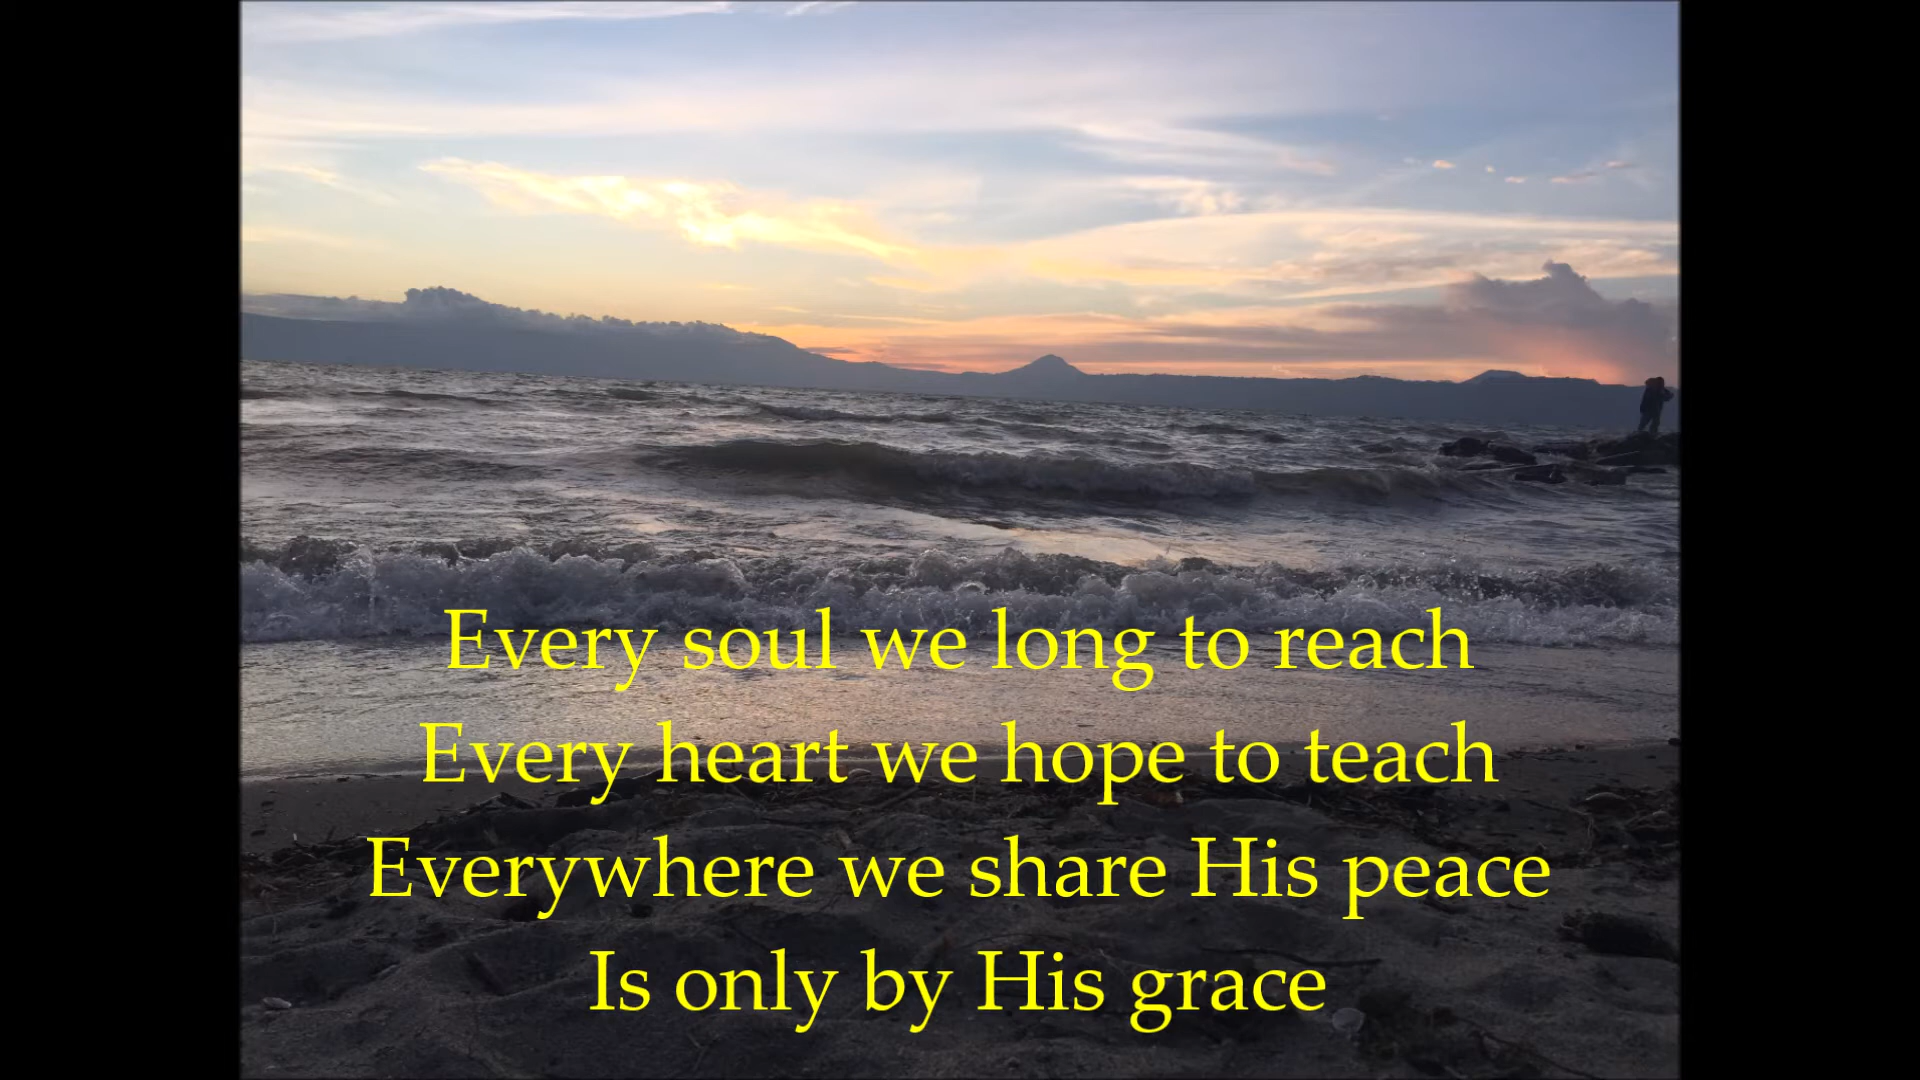 Every soul we long to reach
Every heart we hope to teach
Everywhere we share His peace
Is only by His grace